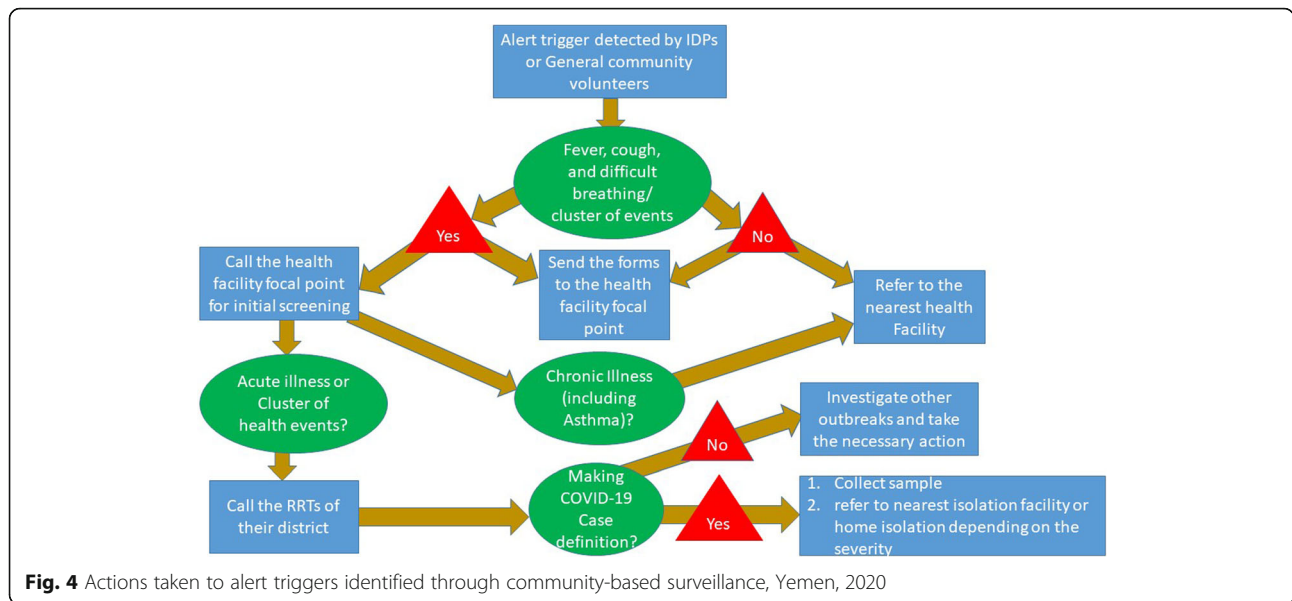 Alert trigger detected by IDPs
or General community
volunteers
Fever, cough,
and difficult
breathing/
cluster of events
Yes
No
Call the health
facility focal point
for initial screening
Send the forms
to the health
facility focal
point
Refer to the
nearest health
Facility
Acute illness or
Cluster of
health events?
Chronic Illness
(including
Asthma)?
Investigate other
outbreaks and take
the necessary action
No
Call the RRTs of
their district
Making
COVID-19
Case
definition?
Yes
1. Collect sample
2. refer to nearest isolation facility or
home isolation depending on the
severity
Fig. 4 Actions taken to alert triggers identified through community-based surveillance, Yemen, 2020